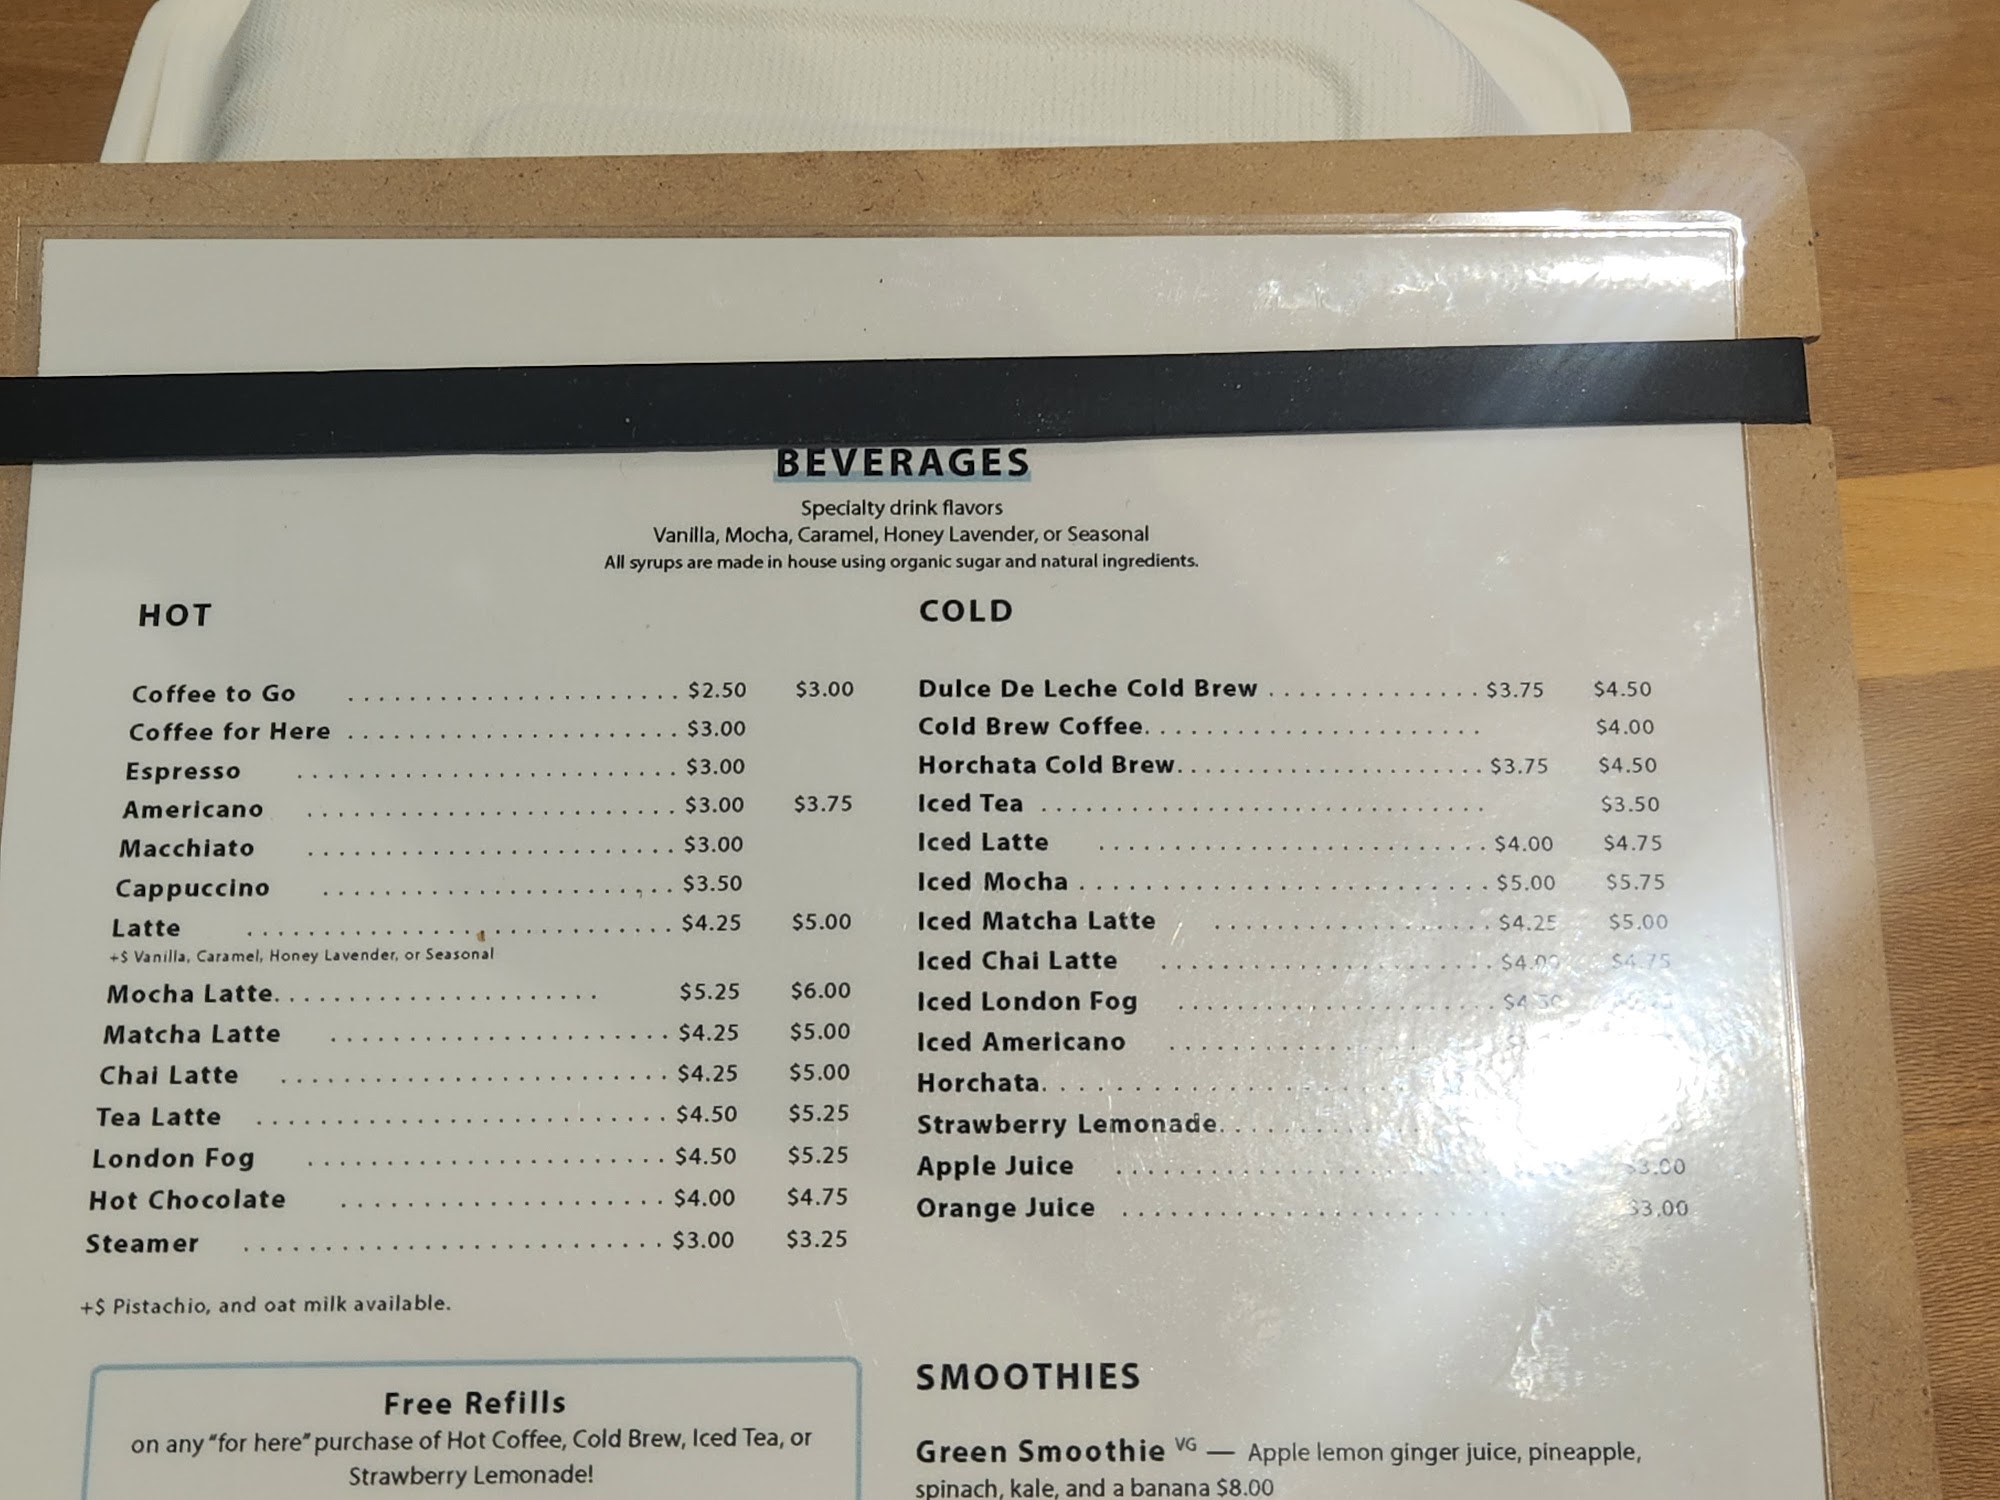 BEVERAGES
Specialty drink flavors
Vanilla, Mocha, Caramel, Honey Lavender, or Seasonal
All syrups are made in house using organic sugar and natural ingredients.
HOT
Coffee to Go $2.50 $3.00
Coffee for Here $3.00
Espresso $3.00
Americano $3.00 $3.75
Macchiato $3.00
Cappuccino $3.50
Latte $4.25 $5.00
+$ Vanilla, Caramel, Honey Lavender, or Seasonal
Mocha Latte $5.25 $6.00
Matcha Latte $4.25 $5.00
Chai Latte $4.25 $5.00
Tea Latte $4.50 $5.25
London Fog $4.50 $5.25
Hot Chocolate $4.00 $4.75
Steamer $3.00 $3.25
+$ Pistachio, and oat milk available.
Free Refills
on any "for here" purchase of Hot Coffee, Cold Brew, Iced Tea, or
Strawberry Lemonade!
COLD
Dulce De Leche Cold Brew $3.75 $4.50
Cold Brew Coffee $4.00
Horchata Cold Brew $3.75 $4.50
Iced Tea $3.50
Iced Latte $4.00 $4.75
Iced Mocha $5.00 $5.75
Iced Matcha Latte $4.25 $5.00
Iced Chai Latte $4.00 $4.75
Iced London Fog
Iced Americano
Horchata
Strawberry Lemonade
Apple Juice $3.00
Orange Juice $3.00
SMOOTHIES
Green Smoothie VG — Apple lemon ginger juice, pineapple,
spinach, kale, and a banana $8.00